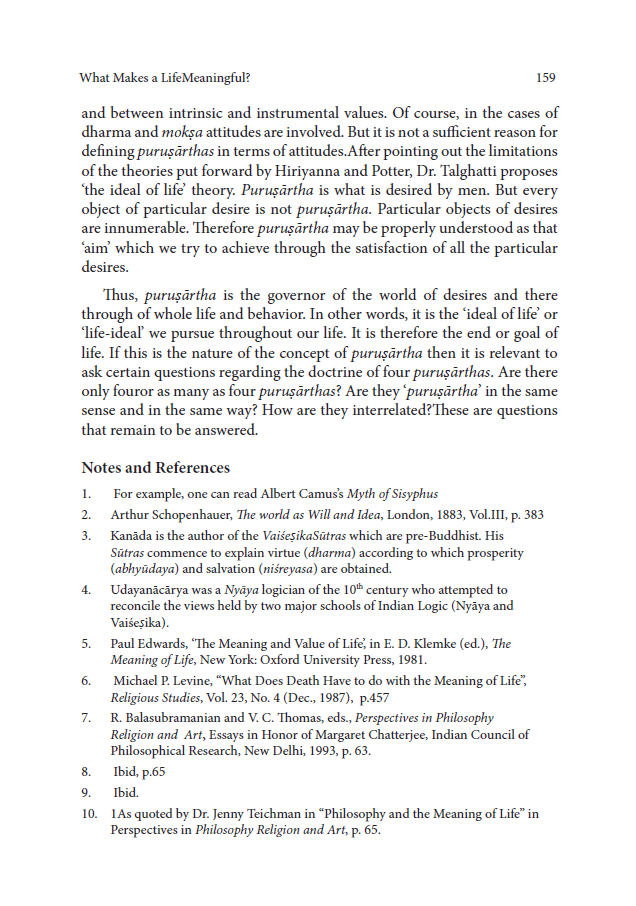 What Makes a LifeMeaningful? 159
and between intrinsic and instrumental values. Of course, in the cases of
dharma and mokṣa attitudes are involved. But it is not a sufficient reason for
defining puruṣārthas in terms of attitudes.After pointing out the limitations
of the theories put forward by Hiriyanna and Potter, Dr. Talghatti proposes
‘the ideal of life’ theory. Puruṣārtha is what is desired by men. But every
object of particular desire is not puruṣārtha. Particular objects of desires
are innumerable. Therefore puruṣārtha may be properly understood as that
‘aim’ which we try to achieve through the satisfaction of all the particular
desires.
Thus, puruṣārtha is the governor of the world of desires and there
through of whole life and behavior. In other words, it is the ‘ideal of life’ or
‘life-ideal’ we pursue throughout our life. It is therefore the end or goal of
life. If this is the nature of the concept of puruṣārtha then it is relevant to
ask certain questions regarding the doctrine of four puruṣārthas. Are there
only fouror as many as four puruṣārthas? Are they ‘puruṣārtha’ in the same
sense and in the same way? How are they interrelated?These are questions
that remain to be answered.
Notes and References
1. For example, one can read Albert Camus’s Myth of Sisyphus
2. Arthur Schopenhauer, The world as Will and Idea, London, 1883, Vol.III, p. 383
3. Kanāda is the author of the VaiśeṣikaSūtras which are pre-Buddhist. His
Sūtras commence to explain virtue (dharma) according to which prosperity
(abhyūdaya) and salvation (niśreyasa) are obtained.
4. Udayanācārya was a Nyāya logician of the 10th century who attempted to
reconcile the views held by two major schools of Indian Logic (Nyāya and
Vaiśeṣika).
5. Paul Edwards, ‘The Meaning and Value of Life’, in E. D. Klemke (ed.), The
Meaning of Life, New York: Oxford University Press, 1981.
6. Michael P. Levine, “What Does Death Have to do with the Meaning of Life”,
Religious Studies, Vol. 23, No. 4 (Dec., 1987), p.457
7. R. Balasubramanian and V. C. Thomas, eds., Perspectives in Philosophy
Religion and Art, Essays in Honor of Margaret Chatterjee, Indian Council of
Philosophical Research, New Delhi, 1993, p. 63.
8. Ibid, p.65
9. Ibid.
10. 1As quoted by Dr. Jenny Teichman in “Philosophy and the Meaning of Life” in
Perspectives in Philosophy Religion and Art, p. 65.